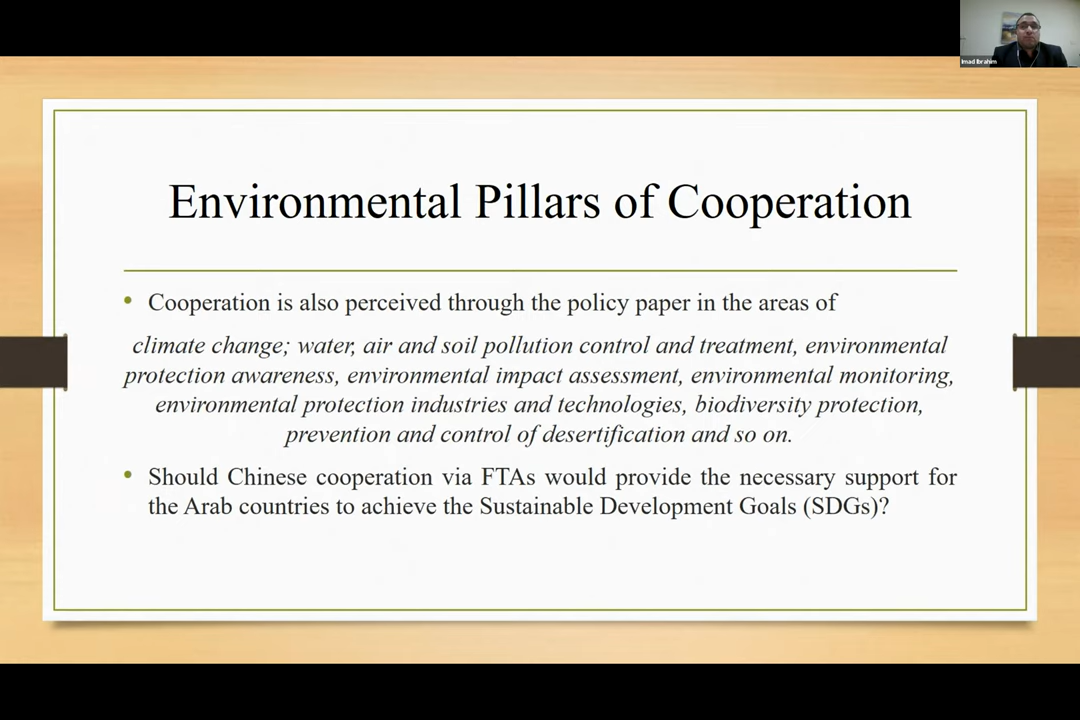 Imad Ibrahim
Environmental Pillars of Cooperation
• Cooperation is also perceived through the policy paper in the areas of
climate change; water, air and soil pollution control and treatment, environmental
protection awareness, environmental impact assessment, environmental monitoring,
environmental protection industries and technologies, biodiversity protection,
prevention and control of desertification and so on.
• Should Chinese cooperation via FTAs would provide the necessary support for
the Arab countries to achieve the Sustainable Development Goals (SDGs)?